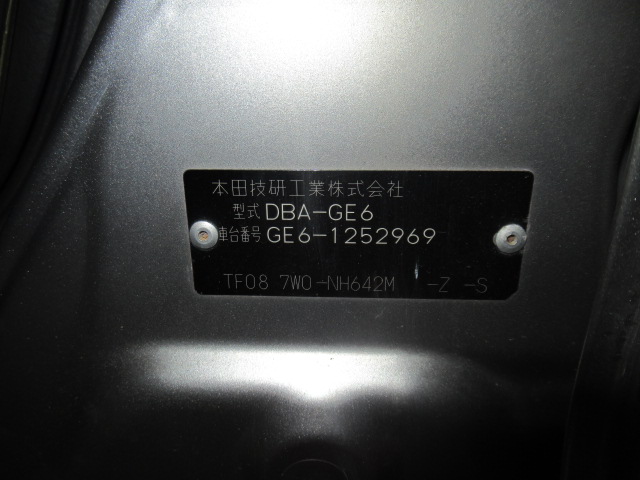 本田技研工業株式会社
型式 DBA-GE6
車台番号 GE6-1252969
TF08 7W0-NH642M -Z -S